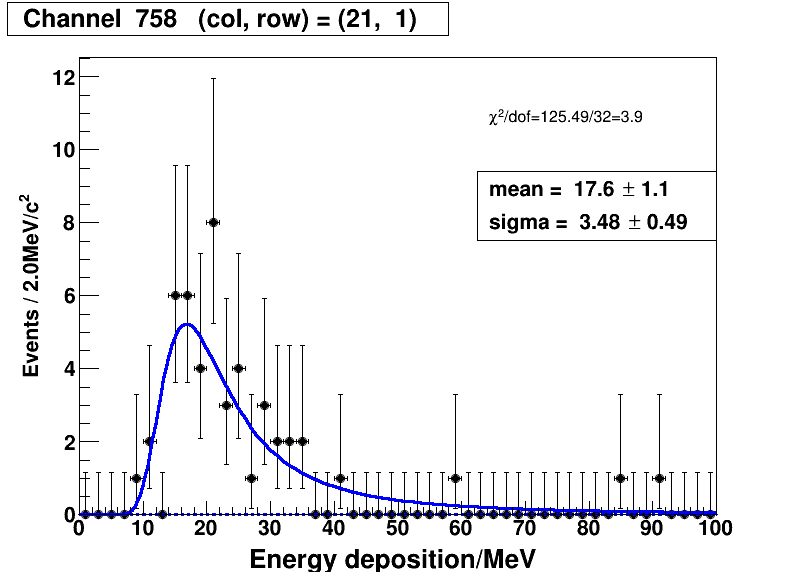 Channel 758 (col, row) = (21, 1)
χ²/dof=125.49/32=3.9
mean = 17.6 ± 1.1
sigma = 3.48 ± 0.49
Events / 2.0MeV/c²
12
10
8
6
4
2
0
0 10 20 30 40 50 60 70 80 90 100
Energy deposition/MeV